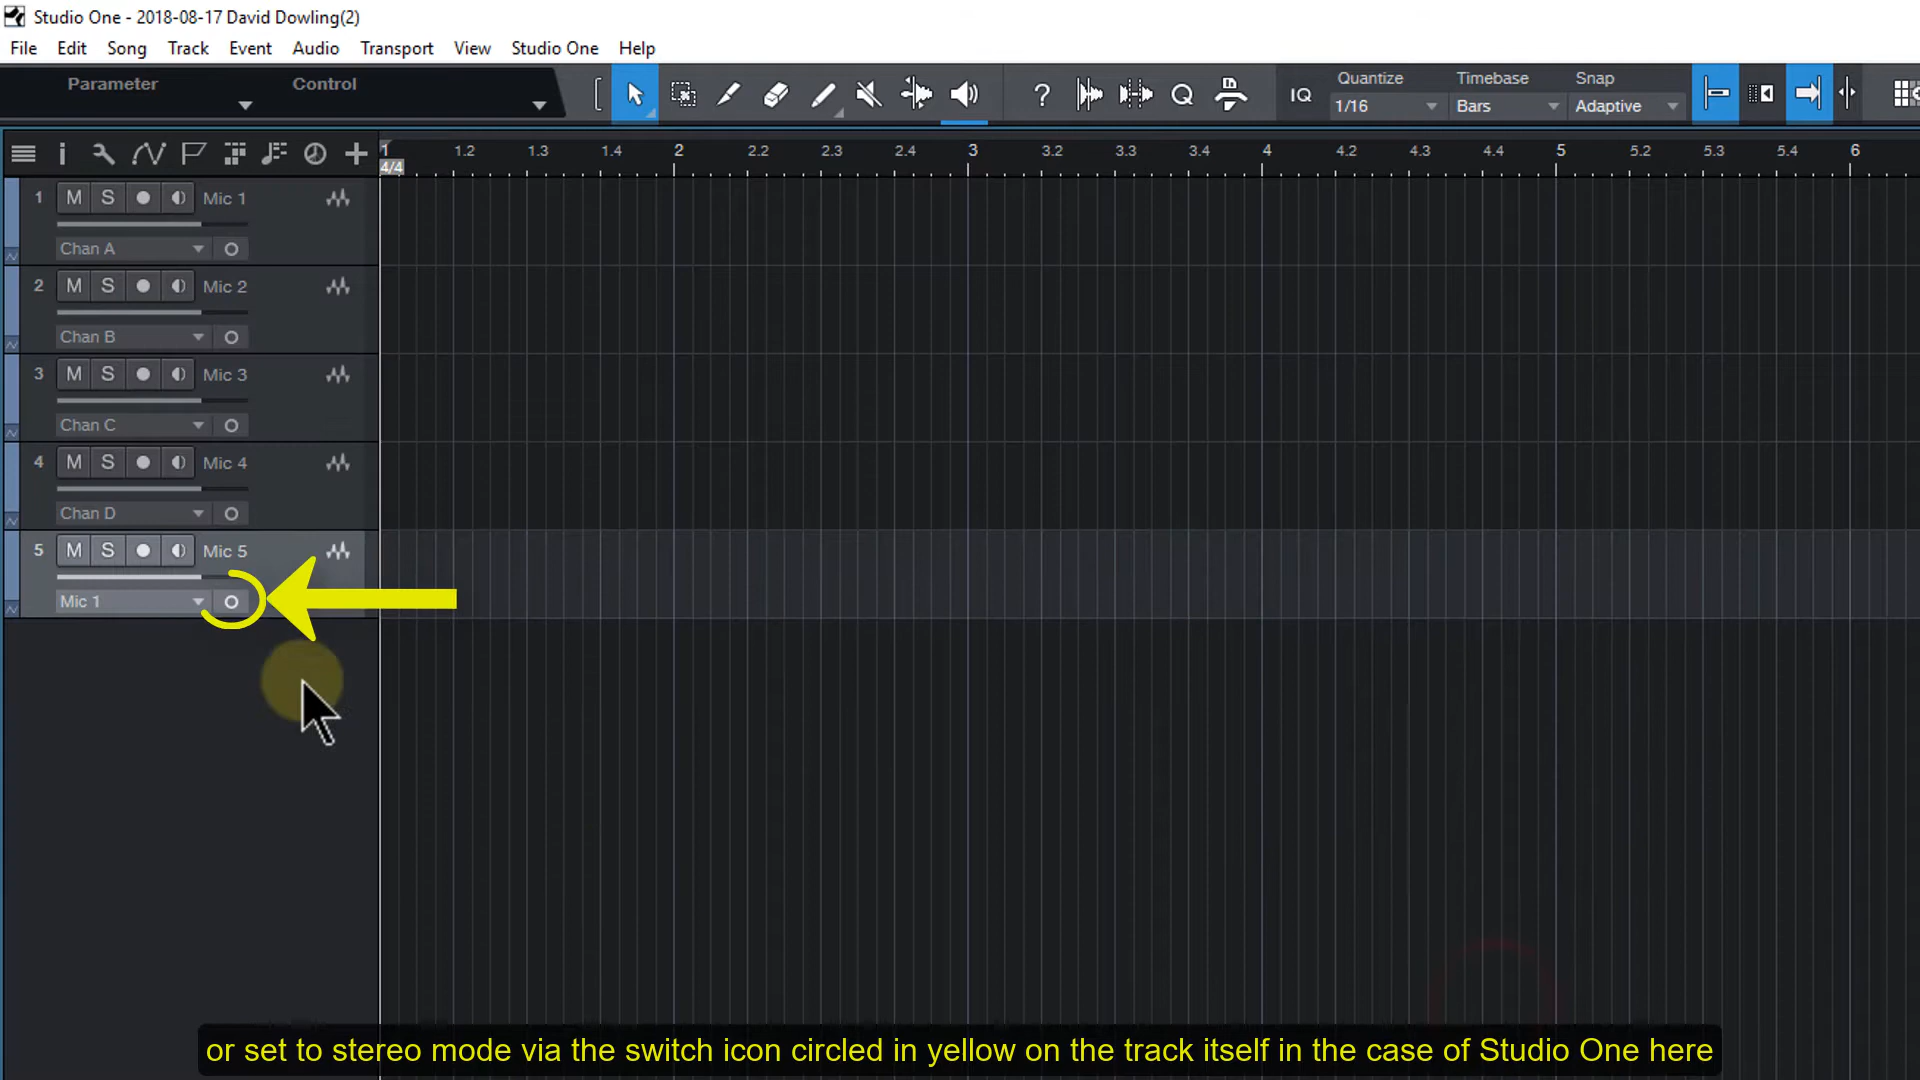 Studio One - 2018-08-17 David Dowling(2)
File Edit Song Track Event Audio Transport View Studio One Help
Parameter Control
IQ
Quantize
1/16
Timebase
Bars
Snap
Adaptive
1 1.2 1.3 1.4 2 2.2 2.3 2.4 3 3.2 3.3 3.4 4 4.2 4.3 4.4 5 5.2 5.3 5.4 6
4/4
1 M S Mic 1
Chan A
2 M S Mic 2
Chan B
3 M S Mic 3
Chan C
4 M S Mic 4
Chan D
5 M S Mic 5
Mic 1
or set to stereo mode via the switch icon circled in yellow on the track itself in the case of Studio One here